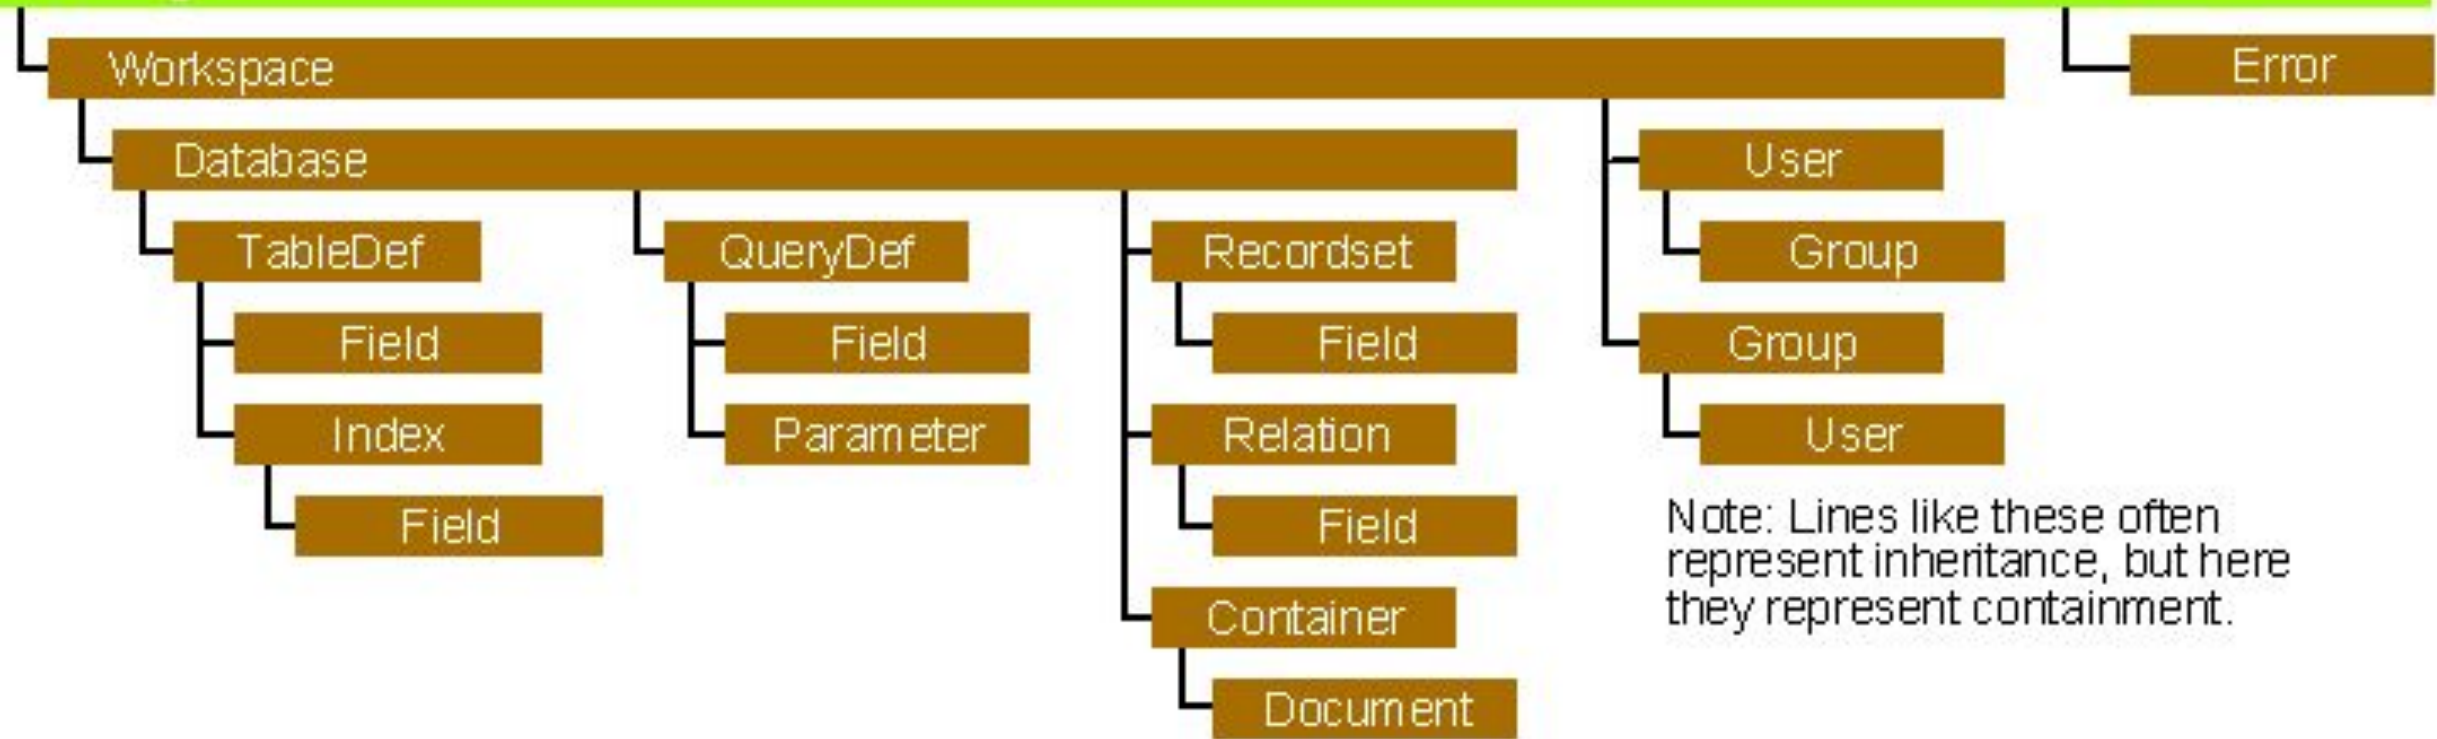 Workspace
Error
Database
User
TableDef
QueryDef
Recordset
Group
Field
Field
Field
Group
Index
Parameter
Relation
User
Field
Field
Note: Lines like these often
represent inheritance, but here
they represent containment.
Container
Document